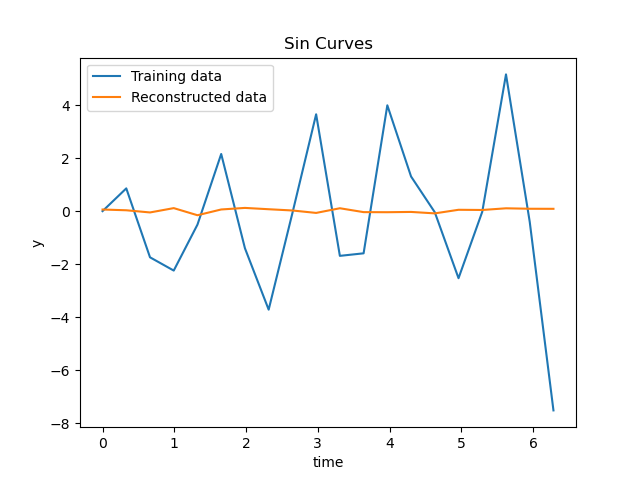 Sin Curves
Training data
Reconstructed data
4
2
0
−2
−4
−6
−8
y
0 1 2 3 4 5 6
time